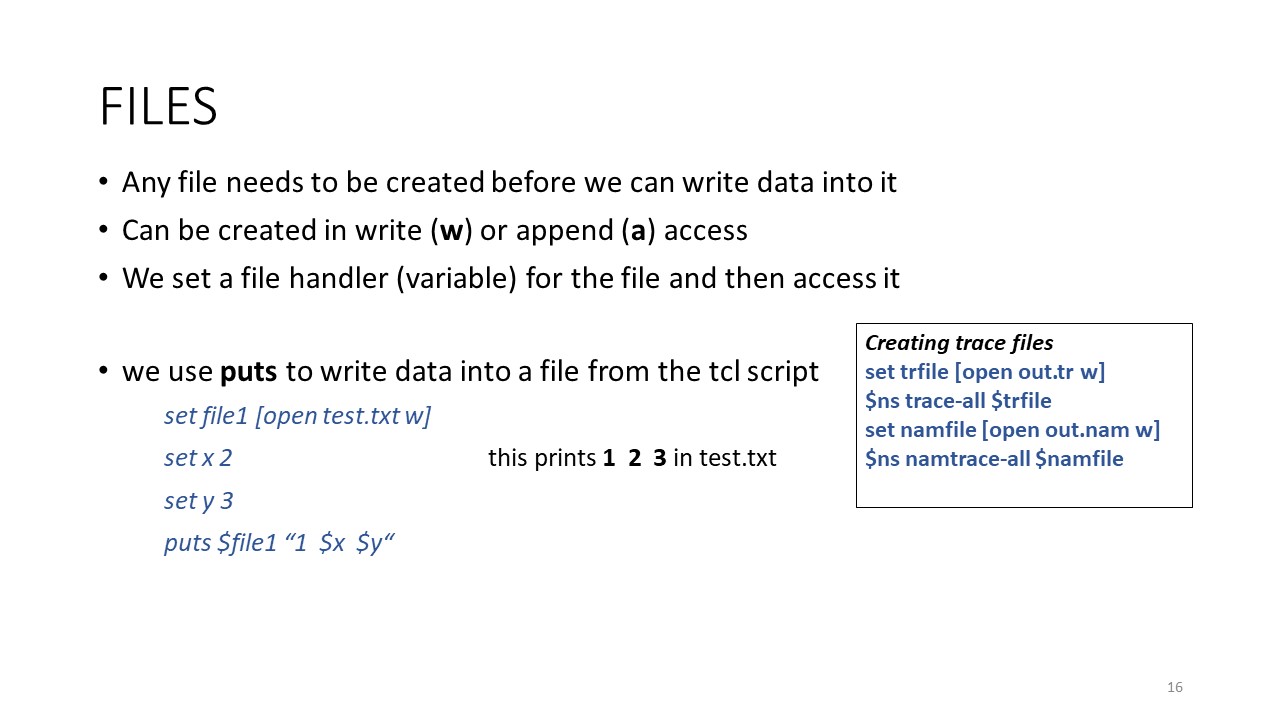 FILES
• Any file needs to be created before we can write data into it
• Can be created in write (w) or append (a) access
• We set a file handler (variable) for the file and then access it
• we use puts to write data into a file from the tcl script
set file1 [open test.txt w]
set x 2
this prints 1  2  3 in test.txt
set y 3
puts $file1 “1  $x  $y“
Creating trace files
set trfile [open out.tr w]
$ns trace-all $trfile
set namfile [open out.nam w]
$ns namtrace-all $namfile
16